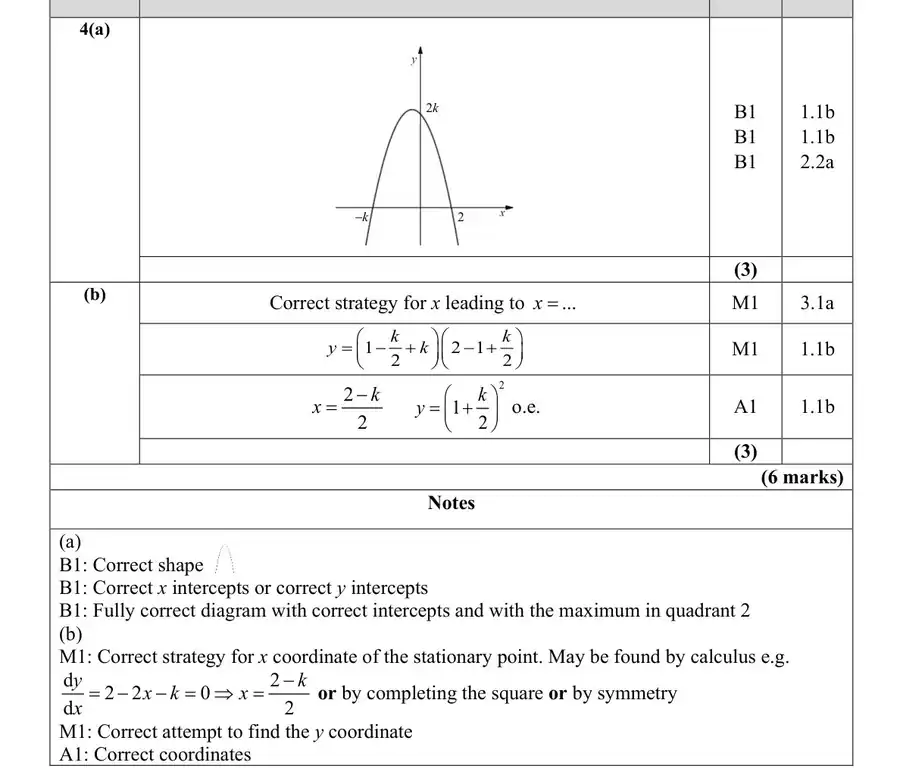 4(a)
y
2k
–k
2
x
B1 1.1b
B1 1.1b
B1 2.2a
(3)
(b)
Correct strategy for x leading to x = ...
M1 3.1a
y = (1 − k/2 + k)(2 − 1 + k/2)
M1 1.1b
x = (2 − k)/2 y = (1 + k/2)² o.e.
A1 1.1b
(3)
(6 marks)
Notes
(a)
B1: Correct shape
B1: Correct x intercepts or correct y intercepts
B1: Fully correct diagram with correct intercepts and with the maximum in quadrant 2
(b)
M1: Correct strategy for x coordinate of the stationary point. May be found by calculus e.g.
dy/dx = 2 − 2x − k = 0 ⇒ x = (2 − k)/2 or by completing the square or by symmetry
M1: Correct attempt to find the y coordinate
A1: Correct coordinates